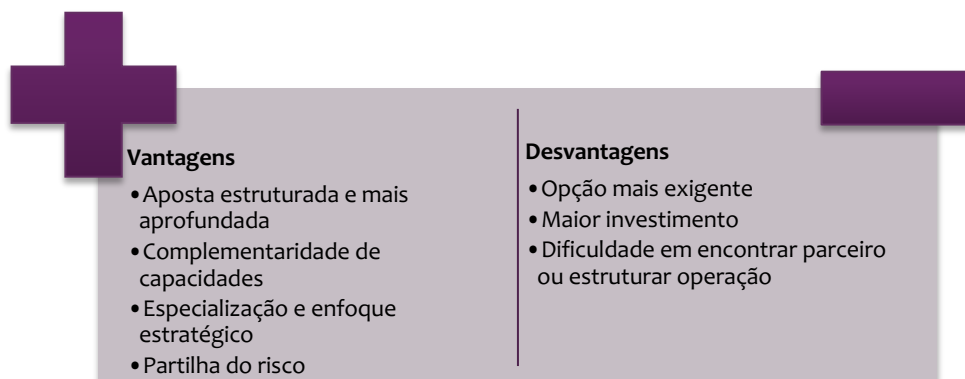 Vantagens
•Aposta estruturada e mais
aprofundada
•Complementaridade de
capacidades
•Especialização e enfoque
estratégico
•Partilha do risco
Desvantagens
•Opção mais exigente
•Maior investimento
•Dificuldade em encontrar parceiro
ou estruturar operação